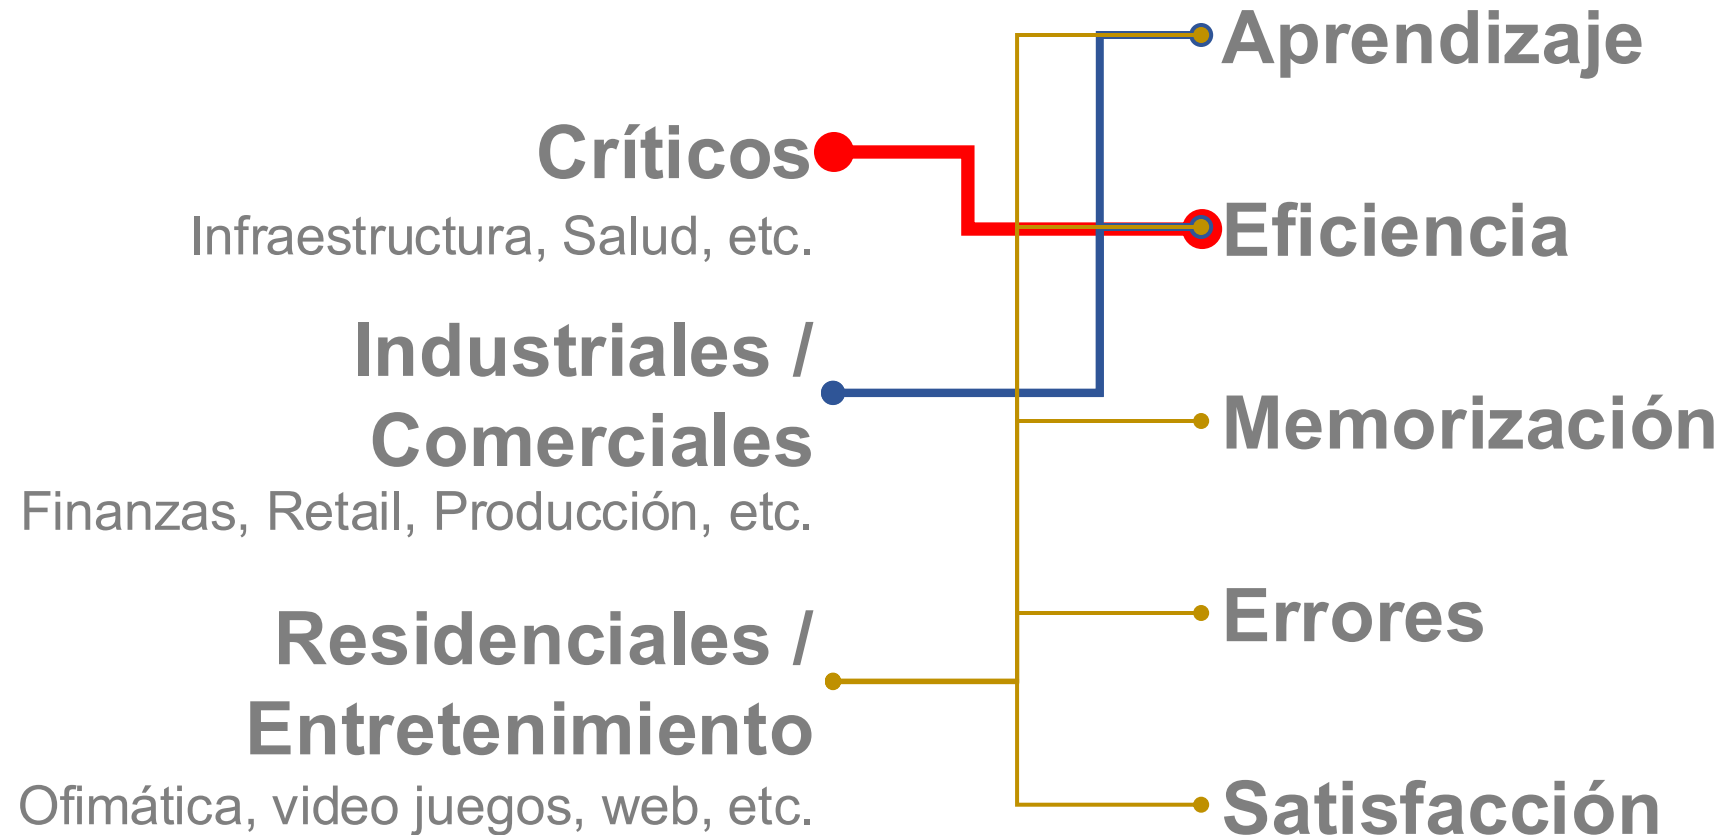 Críticos
Infraestructura, Salud, etc.
Industriales /
Comerciales
Finanzas, Retail, Producción, etc.
Residenciales /
Entretenimiento
Ofimática, video juegos, web, etc.
Aprendizaje
Eficiencia
Memorización
Errores
Satisfacción